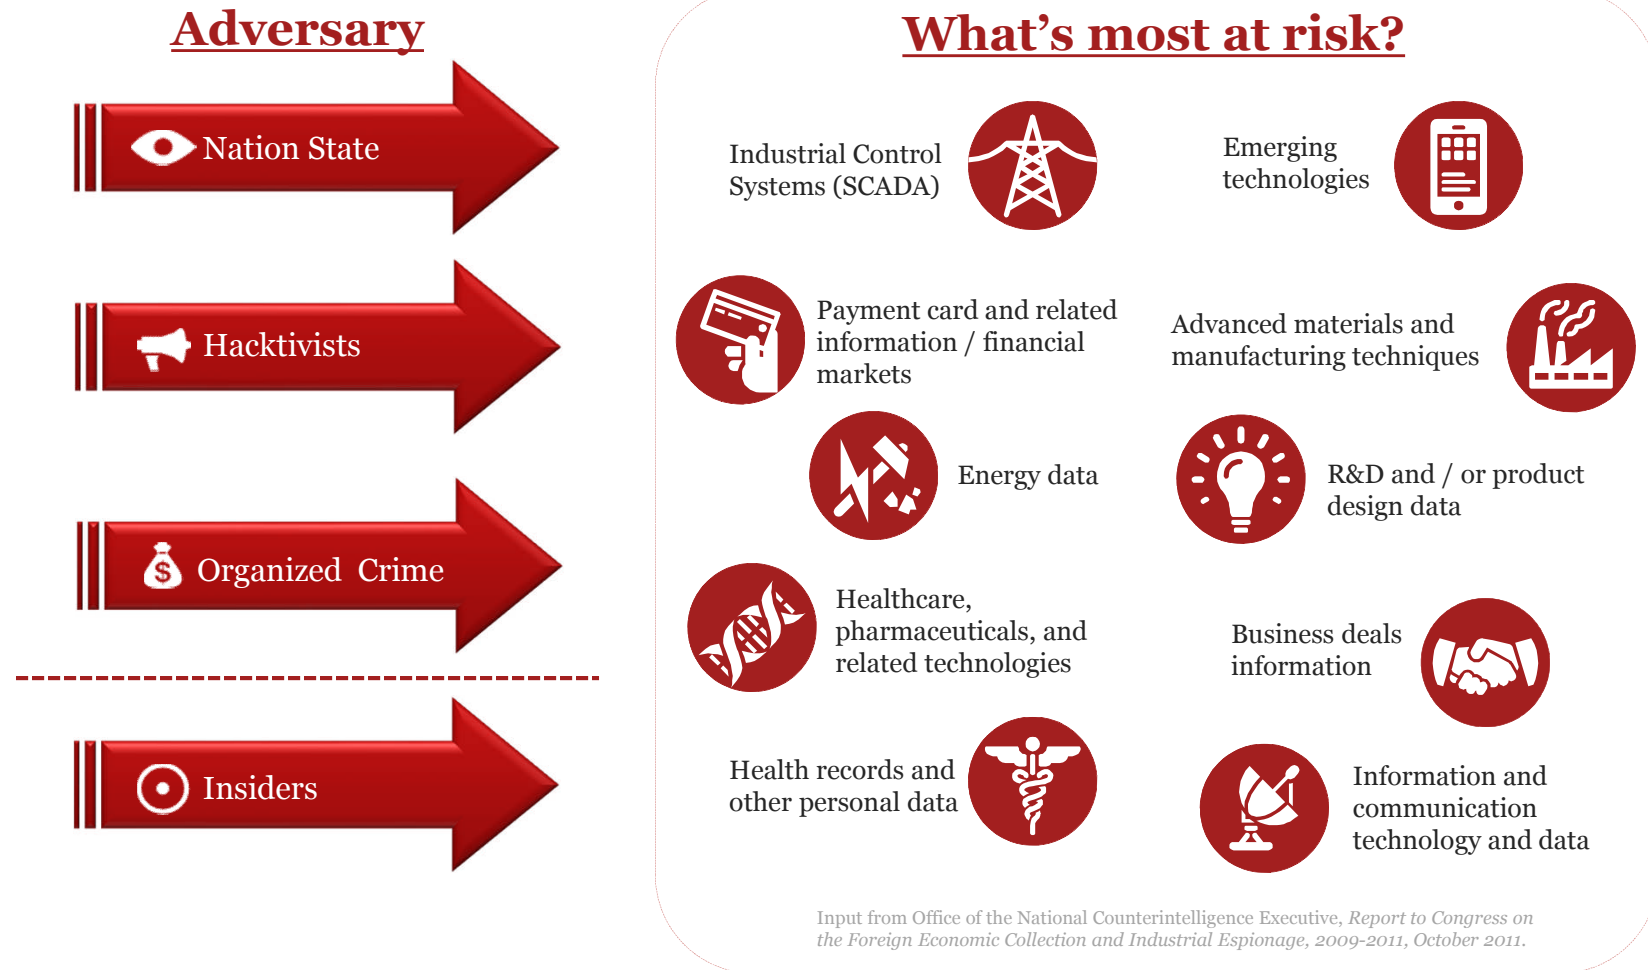 Adversary
Nation State
Hacktivists
$
Organized Crime
Insiders
What's most at risk?
Industrial Control
Systems (SCADA)
Emerging
technologies
Payment card and related
information / financial
markets
Advanced materials and
manufacturing techniques
Energy data
R&D and / or product
design data
Healthcare,
pharmaceuticals, and
related technologies
Business deals
information
Health records and
other personal data
Information and
communication
technology and data
Input from Office of the National Counterintelligence Executive, Report to Congress on
the Foreign Economic Collection and Industrial Espionage, 2009-2011, October 2011.